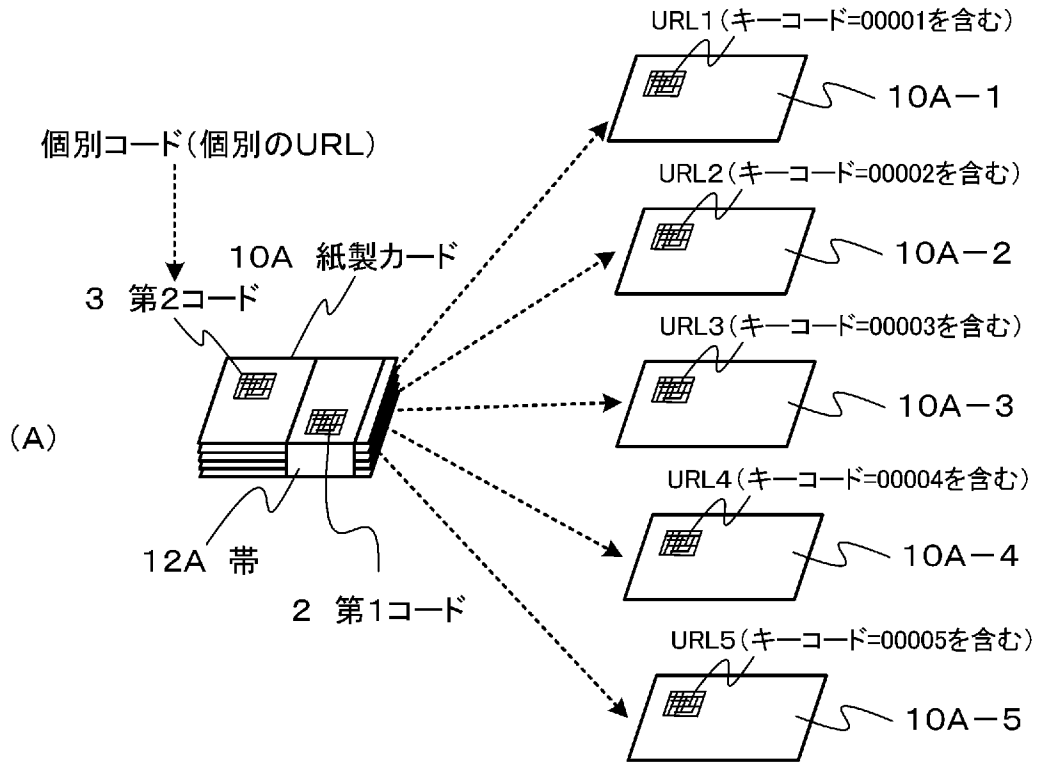 URL1(キーコード=00001を含む)
10A－1
個別コード(個別のURL)
URL2(キーコード=00002を含む)
10A－2
10A 紙製カード
3 第2コード
URL3(キーコード=00003を含む)
10A－3
(A)
URL4(キーコード=00004を含む)
10A－4
12A 帯
2 第1コード
URL5(キーコード=00005を含む)
10A－5